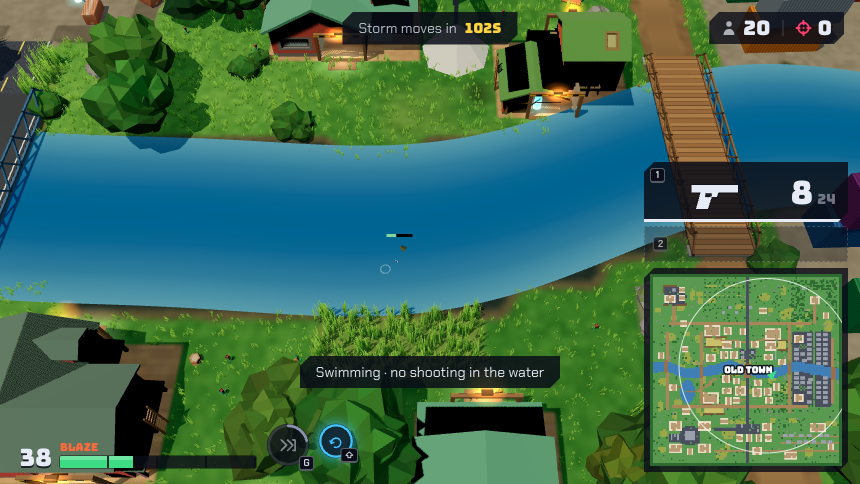 Storm moves in 102S
20 0
1
8 24
2
OLD TOWN
Swimming · no shooting in the water
BLAZE
38
G